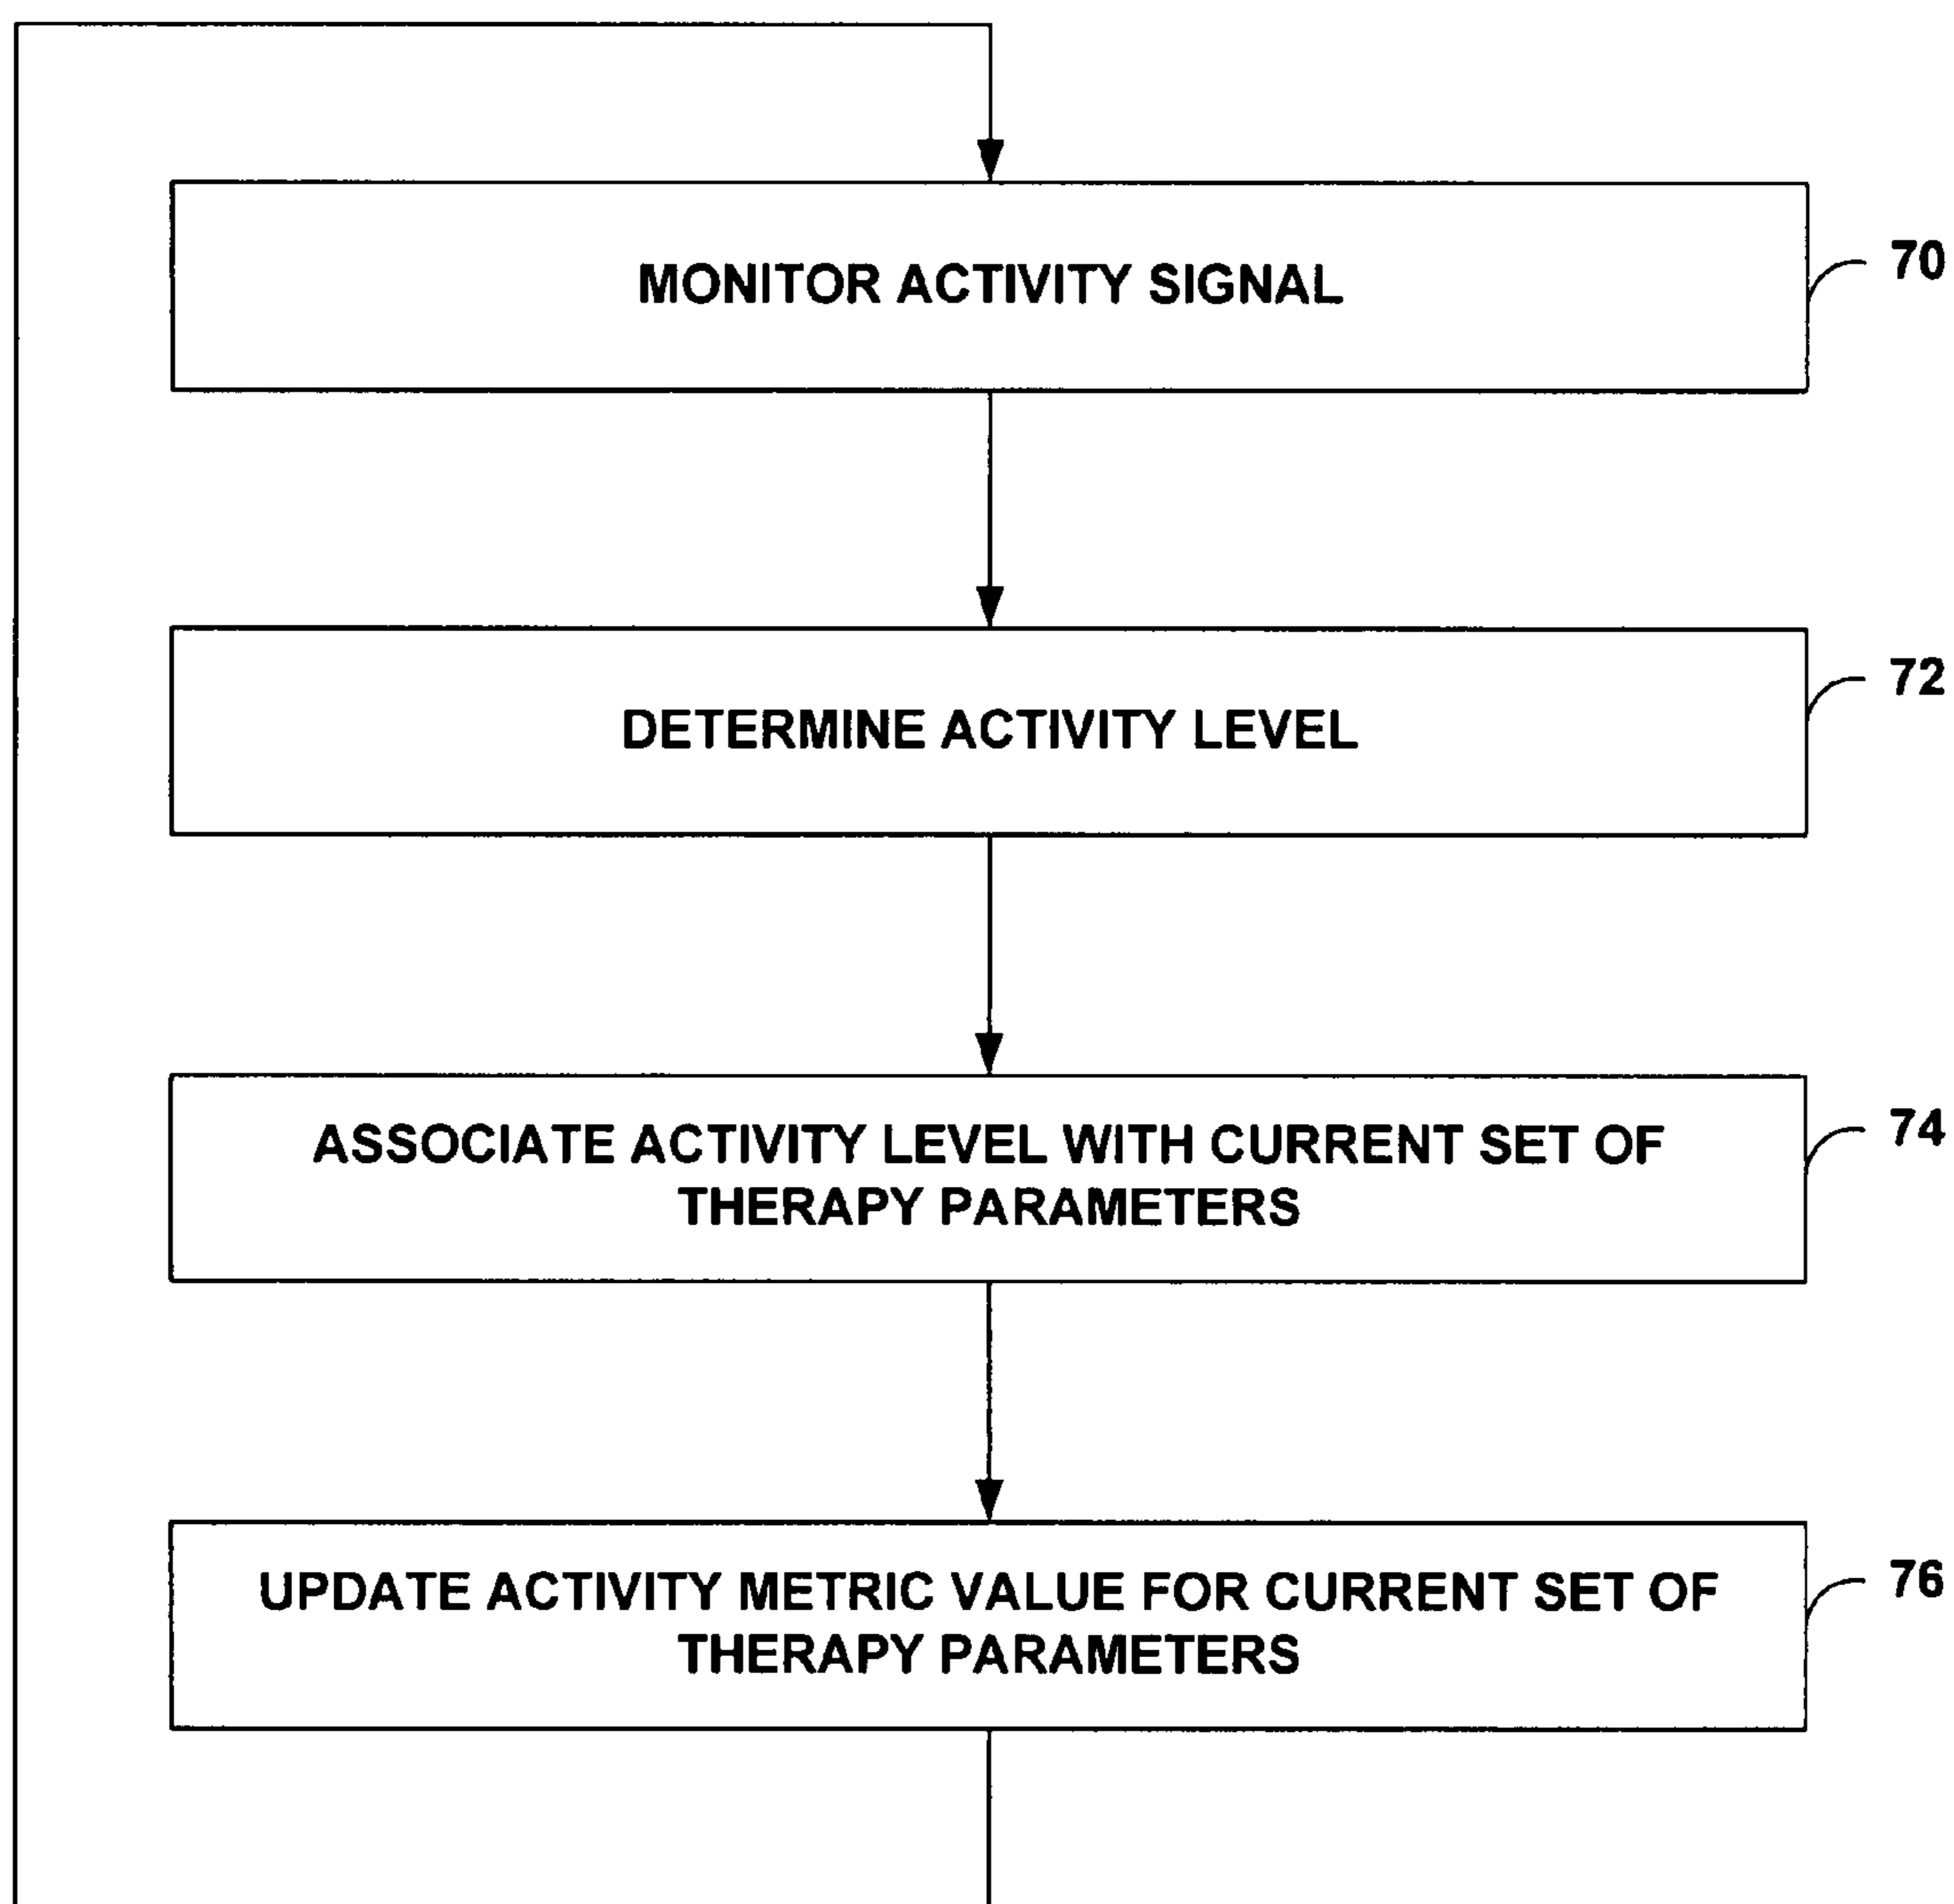 MONITOR ACTIVITY SIGNAL
70
DETERMINE ACTIVITY LEVEL
72
ASSOCIATE ACTIVITY LEVEL WITH CURRENT SET OF
THERAPY PARAMETERS
74
UPDATE ACTIVITY METRIC VALUE FOR CURRENT SET OF
THERAPY PARAMETERS
76